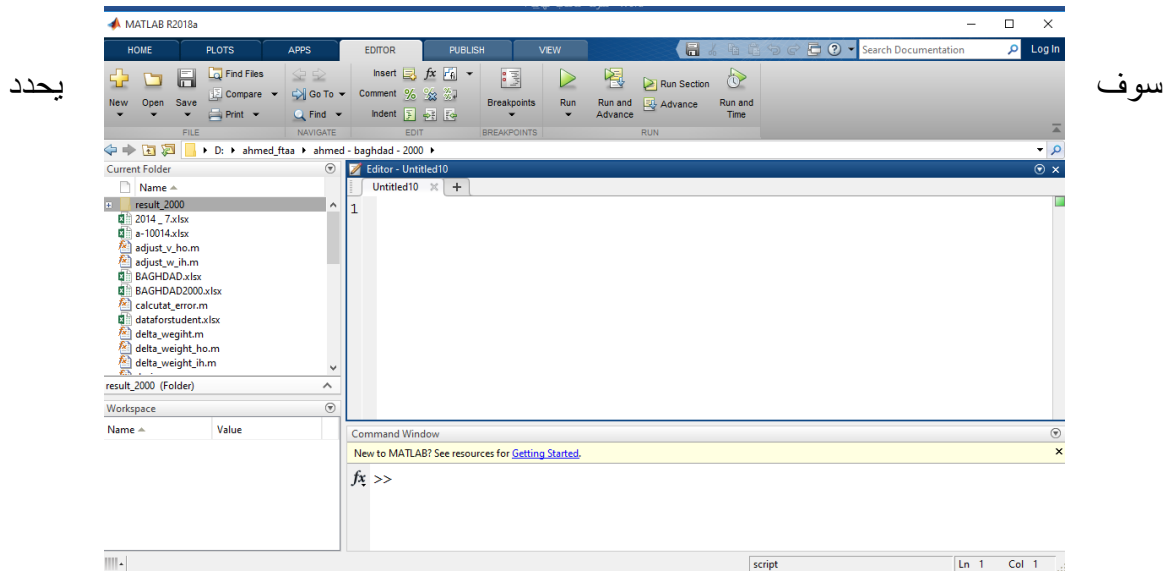 MATLAB R2018a
HOME PLOTS APPS EDITOR PUBLISH VIEW Search Documentation Log In
سوف يحدد
New Open Save Find Files Compare Print Go To Find Insert fx Comment Indent Breakpoints Run Run and Advance Run Section Advance Run and Time
FILE NAVIGATE EDIT BREAKPOINTS RUN
D: ahmed_ftaa ahmed - baghdad - 2000
Current Folder
Name
result_2000
2014 _ 7.xlsx
a-10014.xlsx
adjust_v_ho.m
adjust_w_ih.m
BAGHDAD.xlsx
BAGHDAD2000.xlsx
calcutat_error.m
dataforstudent.xlsx
delta_wegiht.m
delta_weight_ho.m
delta_weight_ih.m
result_2000 (Folder)
Workspace
Name Value
Editor - Untitled10
Untitled10 +
1
Command Window
New to MATLAB? See resources for Getting Started.
fx >>
script Ln 1 Col 1